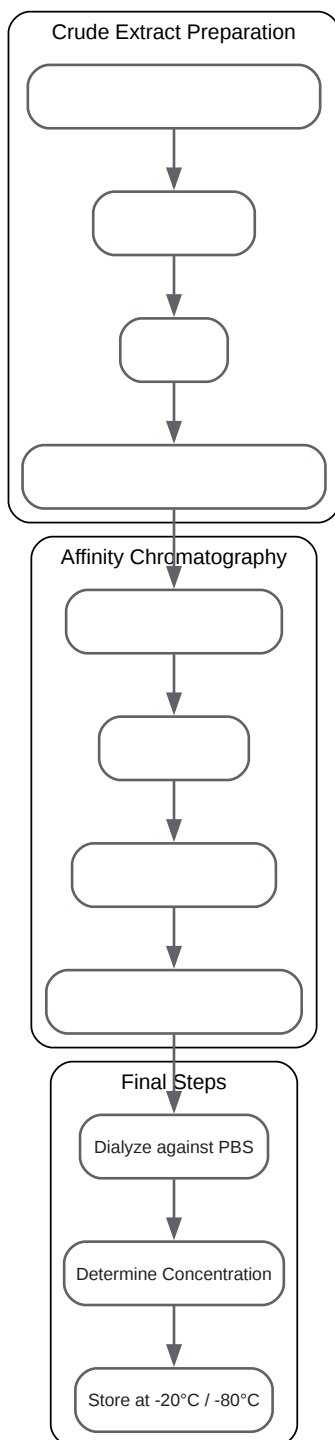 Crude Extract Preparation
Affinity Chromatography
Final Steps
Dialyze against PBS
Determine Concentration
Store at -20°C / -80°C